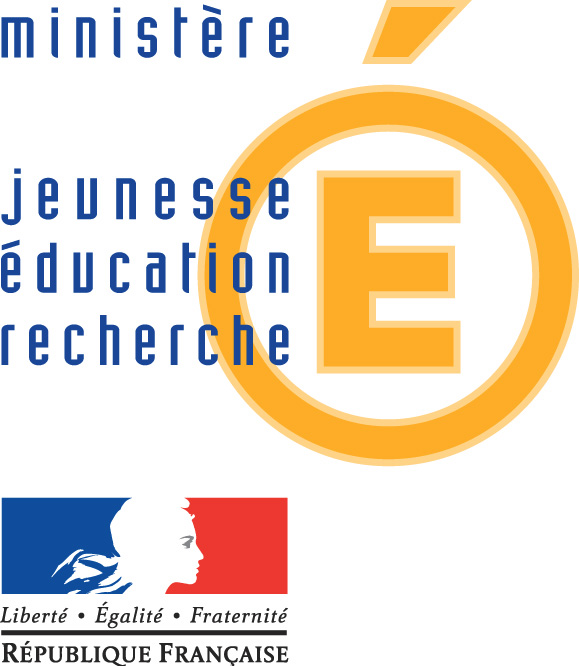 ministère
jeunesse
éducation
recherche
É
Liberté • Égalité • Fraternité
RÉPUBLIQUE FRANÇAISE